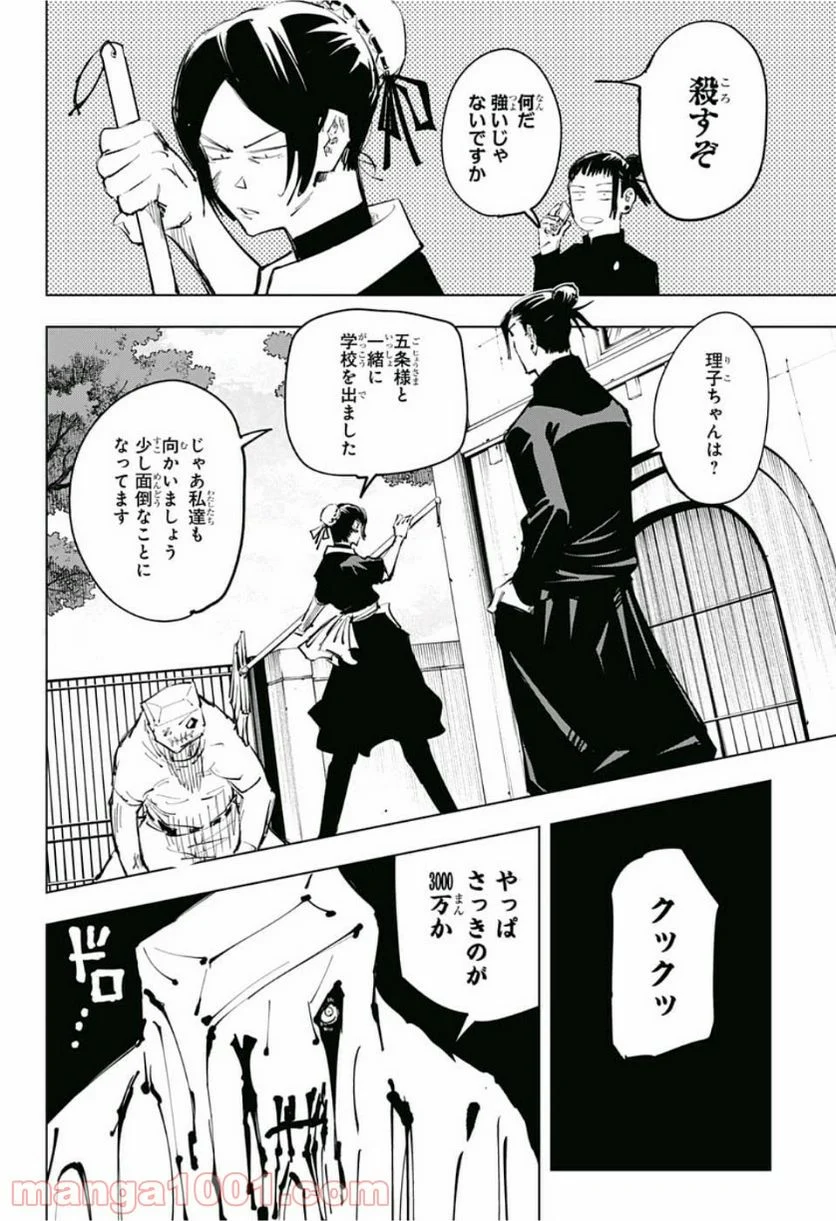 殺すぞ
何だ
強いじゃ
ないですか
理子ちゃんは？
五条様と
一緒に
学校を出ました
じゃあ私達も
向かいましょう
少し面倒なことに
なってます
クックッ
やっぱ
さっきのが
3000万か
ドロ…
manga1001.com